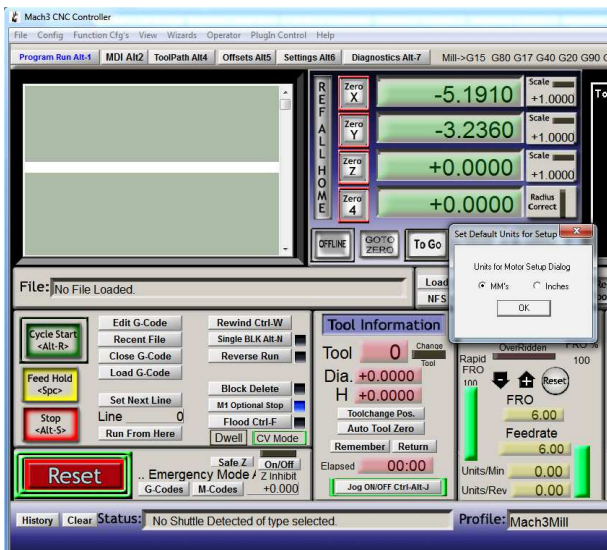 Mach3 CNC Controller
File Config Function Cfg's View Wizards Operator PlugIn Control Help
Program Run Alt-1 MDI Alt2 ToolPath Alt4 Offsets Alt5 Settings Alt6 Diagnostics Alt-7 Mill->G15 G80 G17 G40 G20 G90
REF ALL HOME
Zero X -5.1910 Scale +1.0000
Zero Y -3.2360 Scale +1.0000
Zero Z +0.0000 Scale +1.0000
Zero 4 +0.0000 Radius Correct
OFFLINE GOTO ZERO To Go
Set Default Units for Setup
Units for Motor Setup Dialog
MM's Inches
OK
File: No File Loaded.
Load
NFS
Cycle Start <Alt-R>
Feed Hold <Spc>
Stop <Alt-S>
Edit G-Code Rewind Ctrl-W
Recent File Single BLK Alt-N
Close G-Code Reverse Run
Load G-Code
Block Delete
Set Next Line M1 Optional Stop
Line 0 Flood Ctrl-F
Run From Here Dwell CV Mode
Reset
Safe Z On/Off
.. Emergency Mode A Z Inhibit
G-Codes M-Codes +0.000
Tool Information
Tool 0 Change Tool
Dia. +0.0000
H +0.0000
Toolchange Pos.
Auto Tool Zero
Remember Return
Elapsed 00:00
Jog ON/OFF Ctrl-Alt-J
OverRidden FRO %
Rapid FRO 100
100 Reset
FRO
6.00
Feedrate
6.00
Units/Min 0.00
Units/Rev 0.00
History Clear Status: No Shuttle Detected of type selected. Profile: Mach3Mill